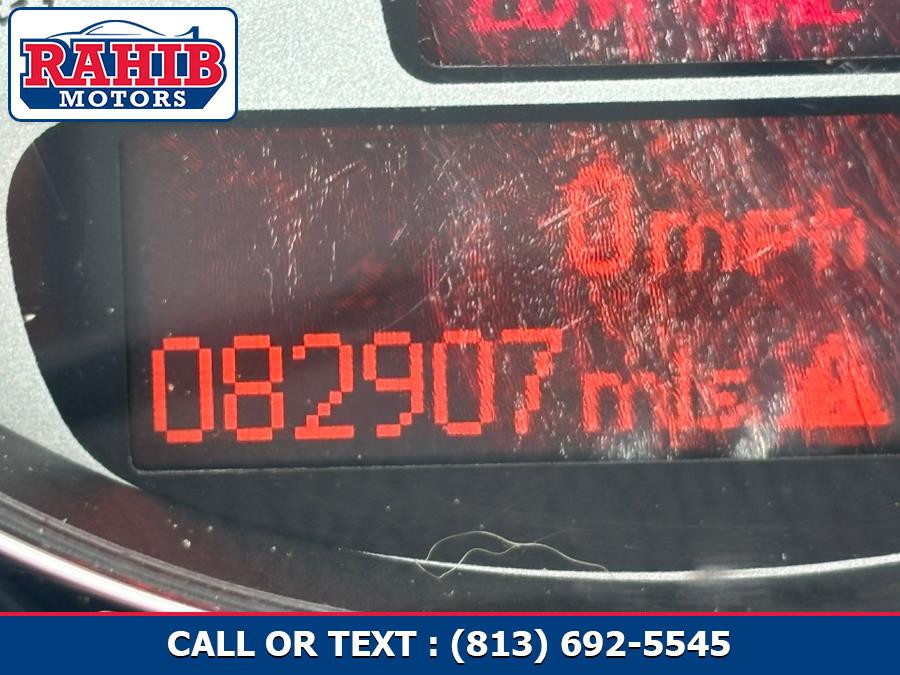 RAHIB
MOTORS
0mph
082907 mls
CALL OR TEXT : (813) 692-5545